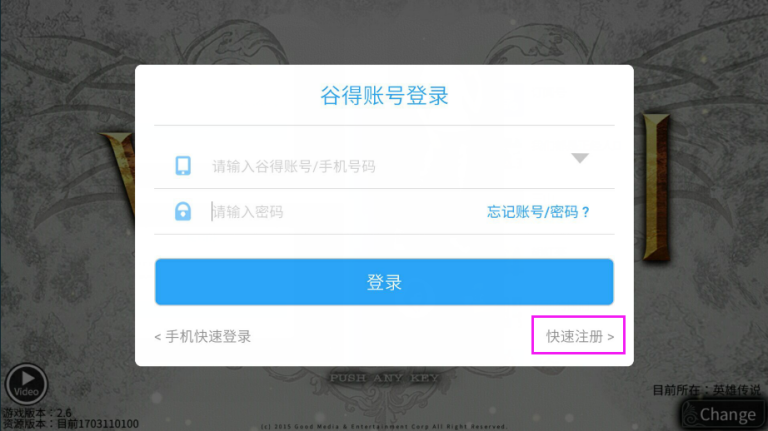 谷得账号登录
请输入谷得账号/手机号码
请输入密码
忘记账号/密码？
登录
< 手机快速登录
快速注册 >
PUSH ANY KEY
Video
目前所在：英雄传说
游戏版本：2.6
资源版本：目前1703110100
Change
(c) 2015 Good Media & Entertainment Corp All Right Reserved.